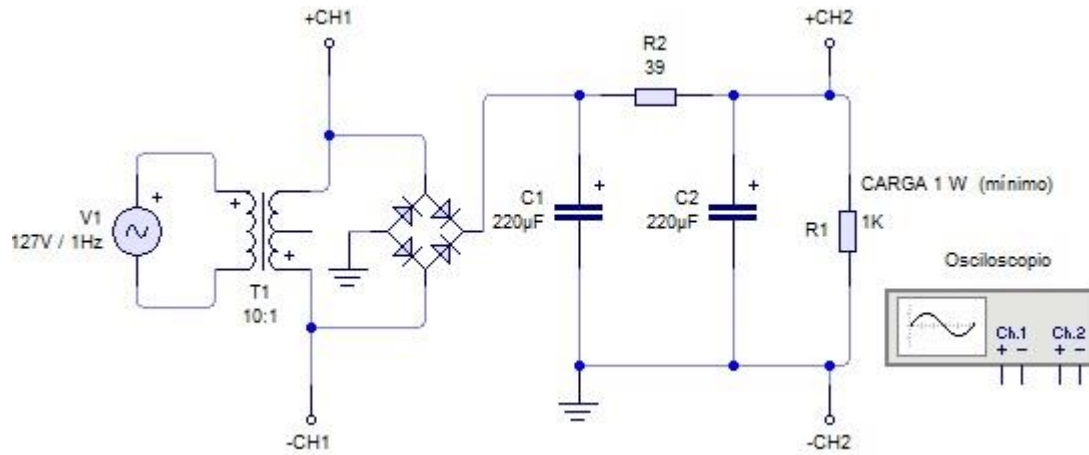 +CH1
+CH2
R2
39
V1
127V / 1Hz
+
+
+
T1
10:1
C1
220µF
+
C2
220µF
+
CARGA 1 W (mínimo)
R1
1K
Osciloscopio
Ch.1
Ch.2
+ −
+ −
-CH1
-CH2